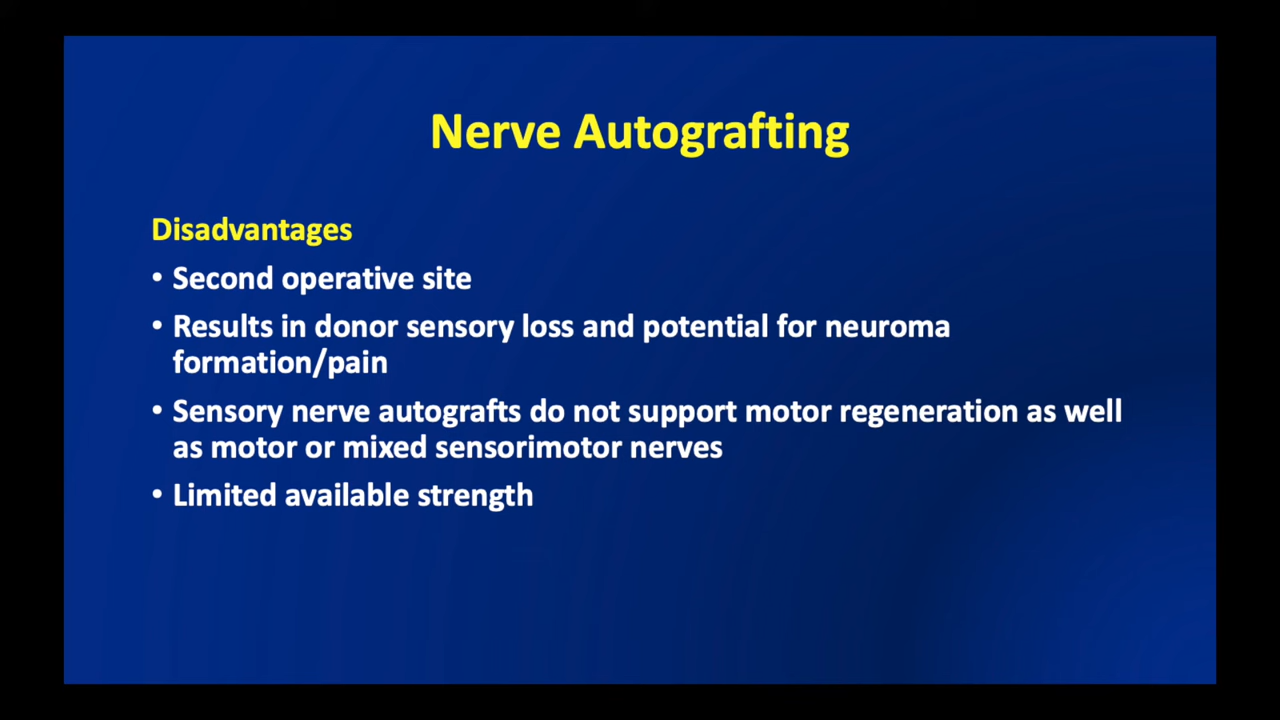 Nerve Autografting
Disadvantages
• Second operative site
• Results in donor sensory loss and potential for neuroma
formation/pain
• Sensory nerve autografts do not support motor regeneration as well
as motor or mixed sensorimotor nerves
• Limited available strength